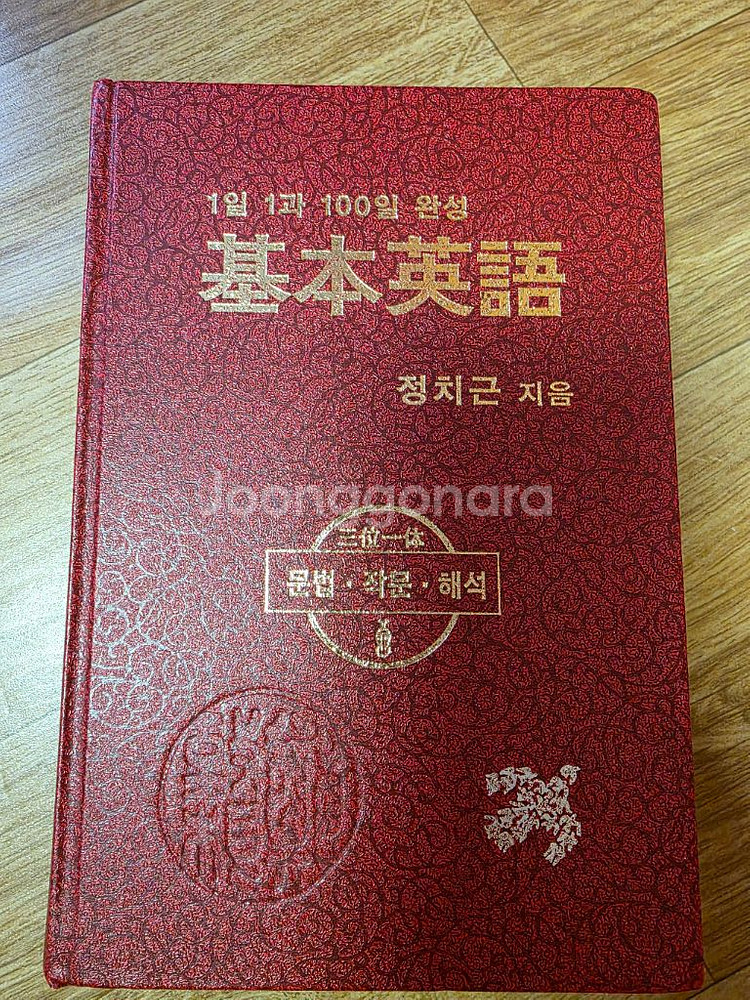 1일 1과 100일 완성
基本英語
정치근 지음
Joonggonara
三位一体
문법·작문·해석